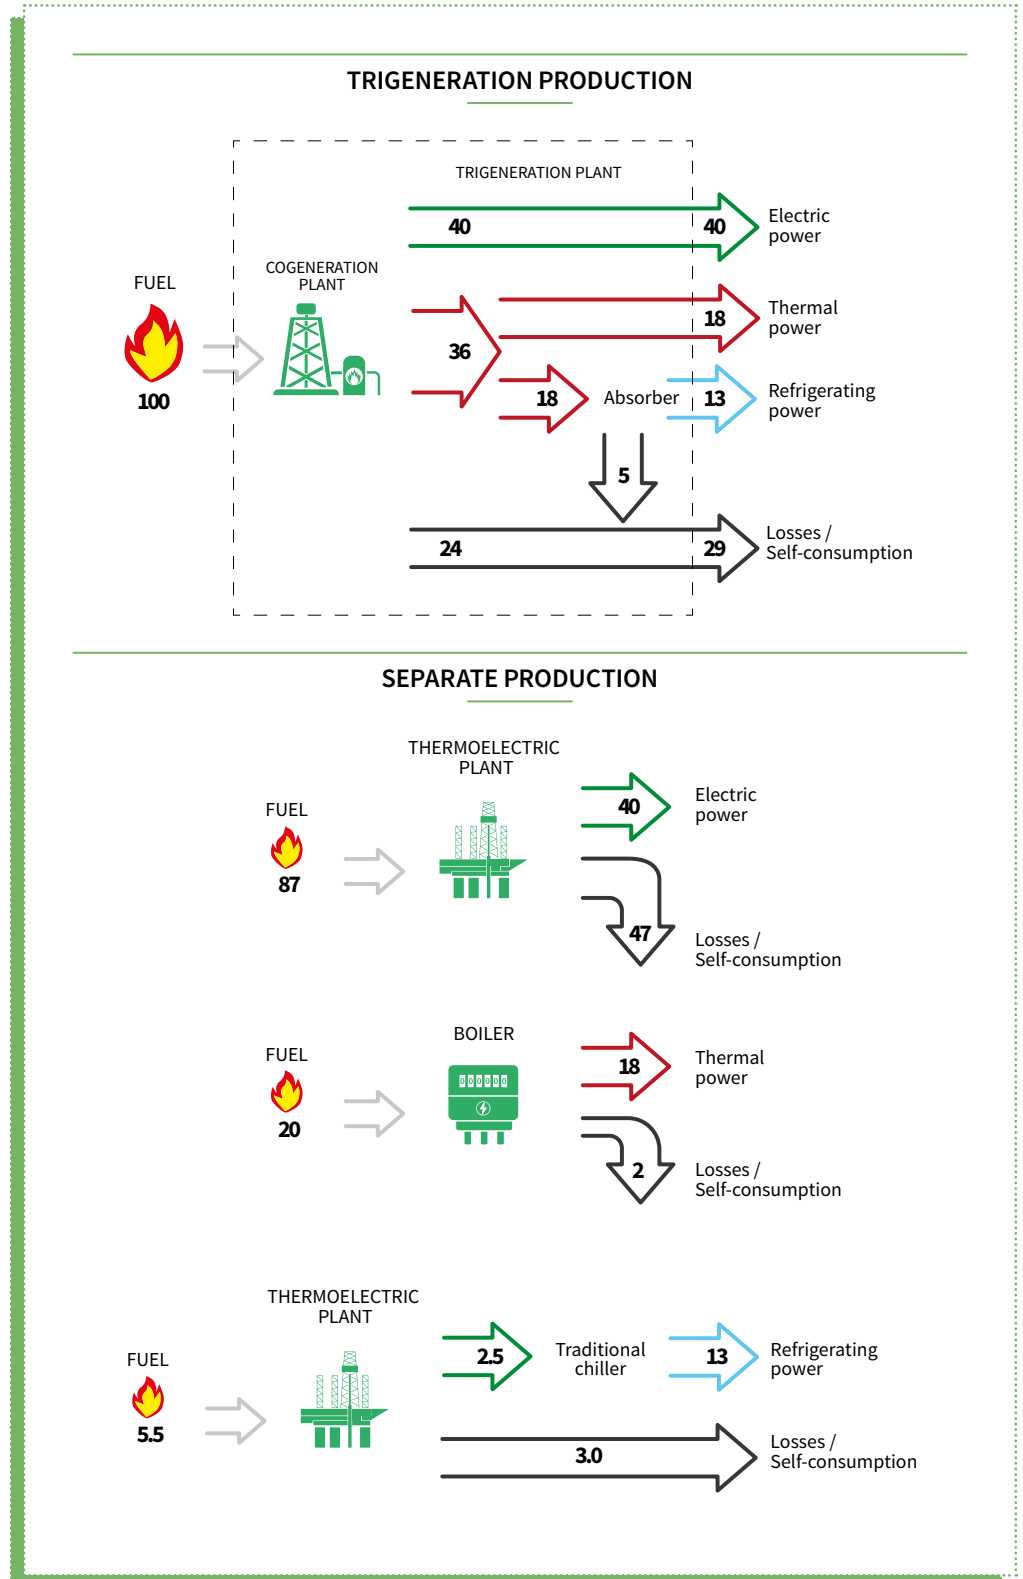 TRIGENERATION PRODUCTION
TRIGENERATION PLANT
40
40
Electric
power
COGENERATION
PLANT
FUEL
100
36
18
Thermal
power
18
Absorber
13
Refrigerating
power
5
24
29
Losses /
Self-consumption
SEPARATE PRODUCTION
THERMOELECTRIC
PLANT
FUEL
87
40
Electric
power
47
Losses /
Self-consumption
BOILER
FUEL
20
000000
18
Thermal
power
2
Losses /
Self-consumption
THERMOELECTRIC
PLANT
FUEL
5.5
2.5
Traditional
chiller
13
Refrigerating
power
3.0
Losses /
Self-consumption